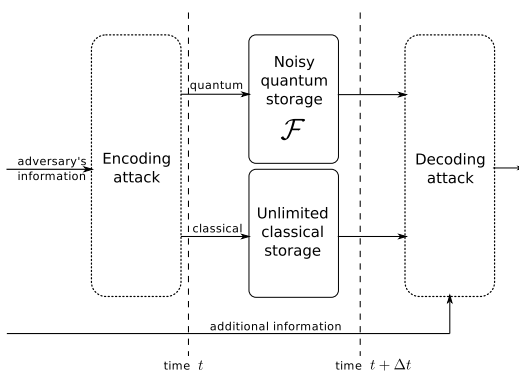 adversary's
information
Encoding
attack
quantum
classical
Noisy
quantum
storage
ℱ
Unlimited
classical
storage
Decoding
attack
additional information
time t
time t + Δt